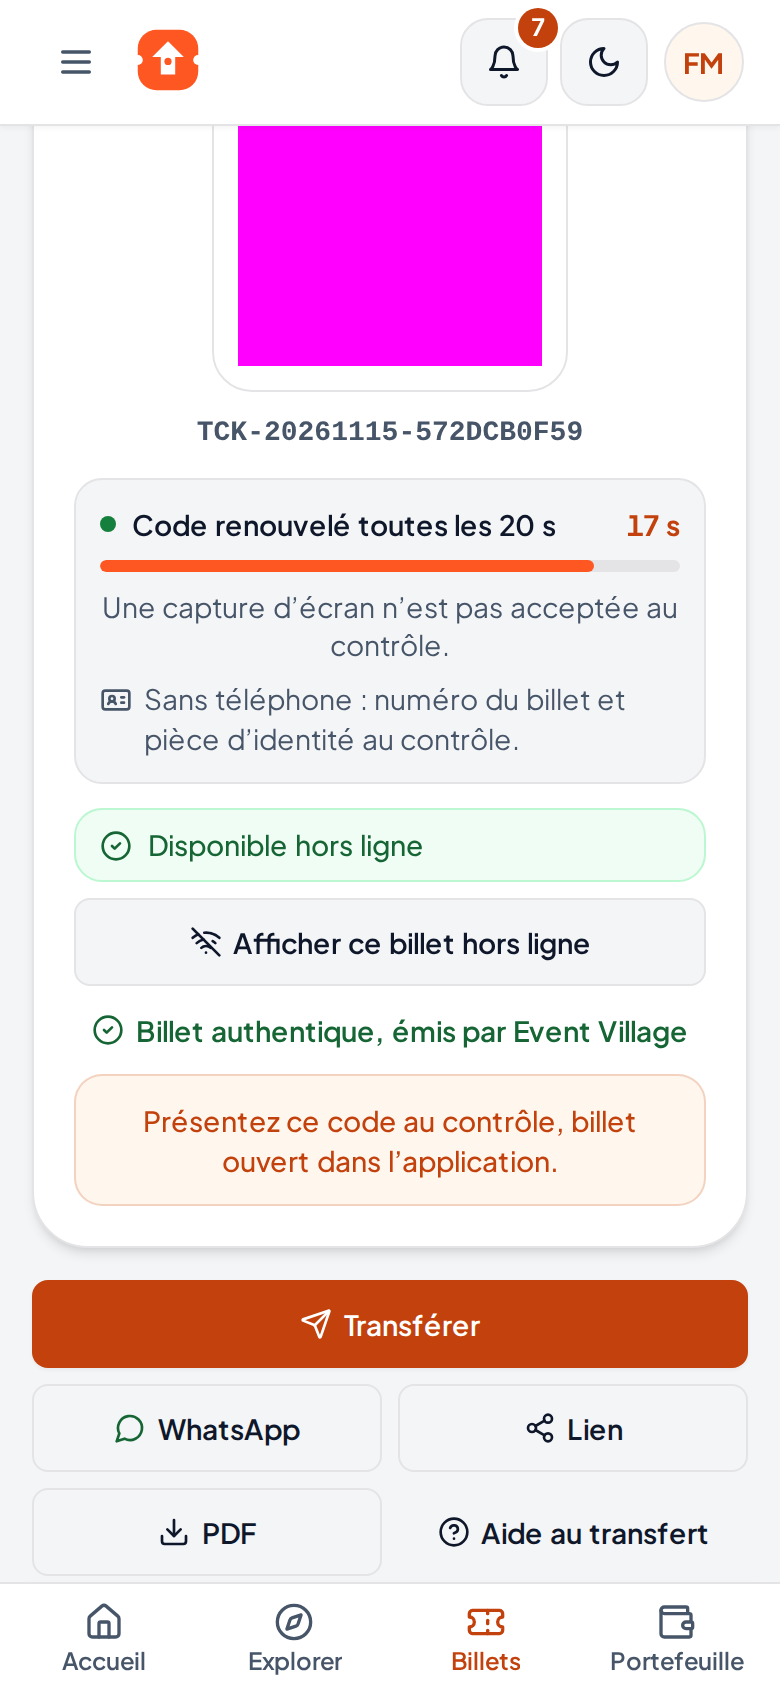 7
FM
TCK-20261115-572DCB0F59
Code renouvelé toutes les 20 s
17 s
Une capture d’écran n’est pas acceptée au
contrôle.
Sans téléphone : numéro du billet et
pièce d’identité au contrôle.
Disponible hors ligne
Afficher ce billet hors ligne
Billet authentique, émis par Event Village
Présentez ce code au contrôle, billet
ouvert dans l’application.
Transférer
WhatsApp
Lien
PDF
Aide au transfert
Accueil
Explorer
Billets
Portefeuille